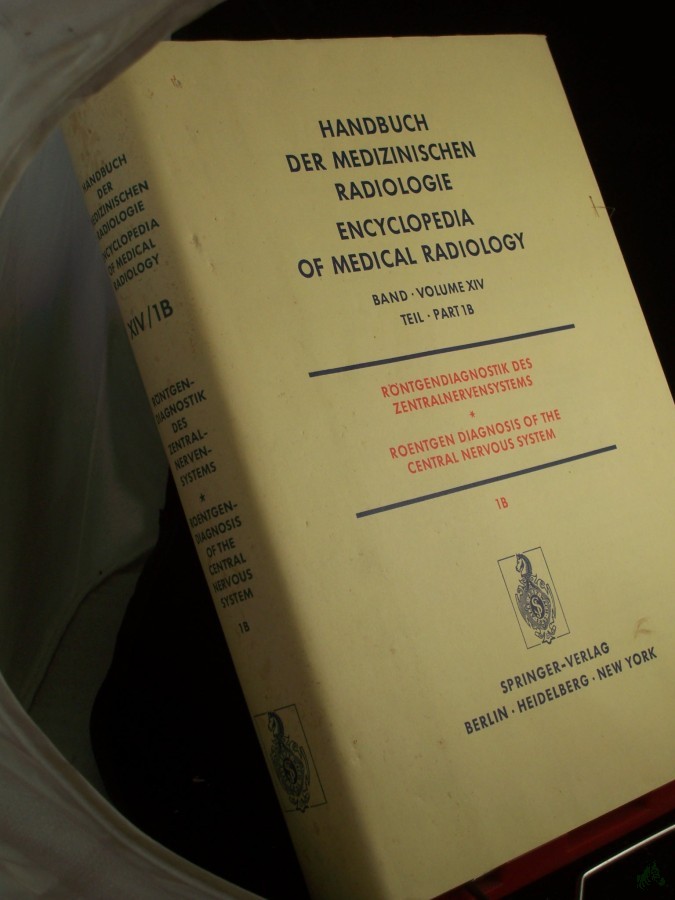 HANDBUCH
DER
MEDIZINISCHEN
RADIOLOGIE
ENCYCLOPEDIA
OF MEDICAL
RADIOLOGY
XIV/1B
RÖNTGEN-
DIAGNOSTIK
DES
ZENTRAL-
NERVEN-
SYSTEMS
*
ROENTGEN-
DIAGNOSIS
OF THE
CENTRAL
NERVOUS
SYSTEM
1B
HANDBUCH
DER MEDIZINISCHEN
RADIOLOGIE
ENCYCLOPEDIA
OF MEDICAL RADIOLOGY
BAND · VOLUME XIV
TEIL · PART 1B
RÖNTGENDIAGNOSTIK DES
ZENTRALNERVENSYSTEMS
*
ROENTGEN DIAGNOSIS OF THE
CENTRAL NERVOUS SYSTEM
1B
SPRINGER-VERLAG
BERLIN · HEIDELBERG · NEW YORK